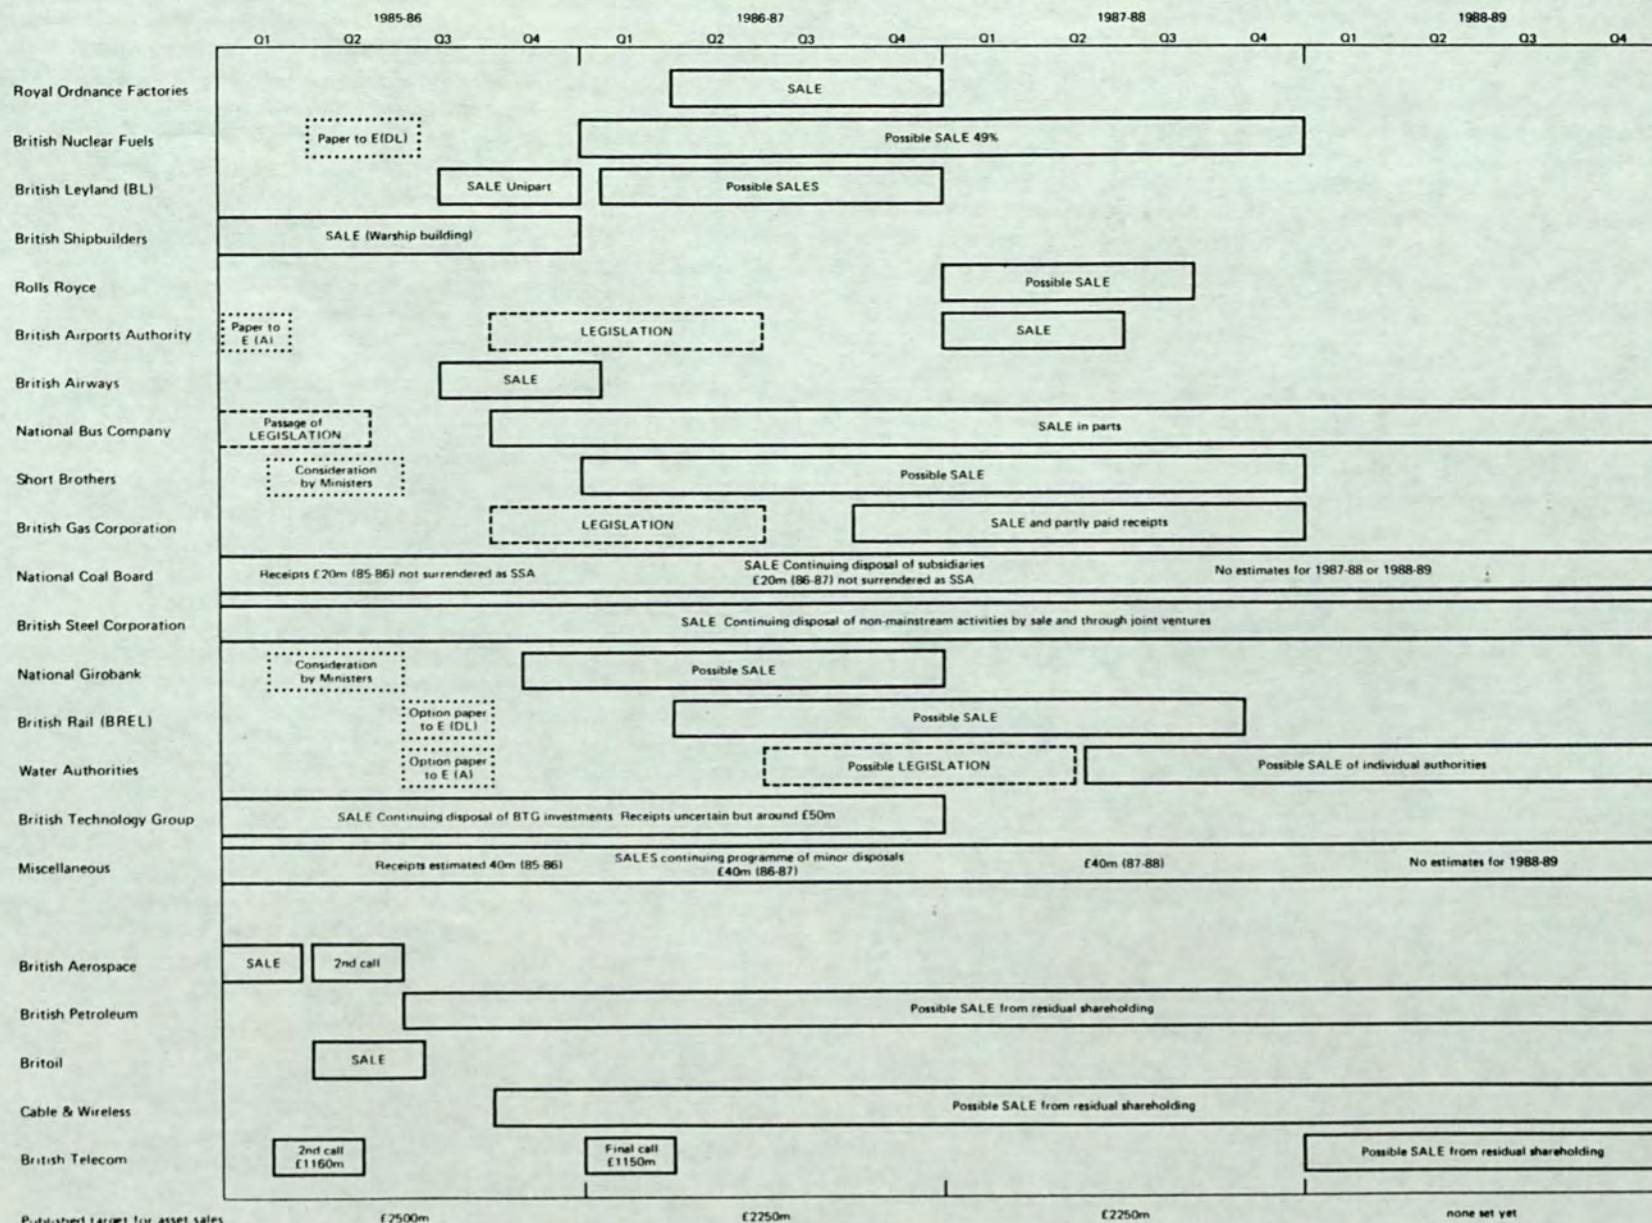 1985-86 1986-87 1987-88 1988-89
Q1 Q2 Q3 Q4 Q1 Q2 Q3 Q4 Q1 Q2 Q3 Q4 Q1 Q2 Q3 Q4
Royal Ordnance Factories SALE
British Nuclear Fuels Paper to E(DL) Possible SALE 49%
British Leyland (BL) SALE Unipart Possible SALES
British Shipbuilders SALE (Warship building)
Rolls Royce Possible SALE
British Airports Authority Paper to LEGISLATION SALE
E (A)
British Airways SALE
National Bus Company Passage of SALE in parts
LEGISLATION
Short Brothers Consideration Possible SALE
by Ministers
British Gas Corporation LEGISLATION SALE and partly paid receipts
National Coal Board Receipts £20m (85-86) not surrendered as SSA SALE Continuing disposal of subsidiaries No estimates for 1987-88 or 1988-89
£20m (86-87) not surrendered as SSA
British Steel Corporation SALE Continuing disposal of non-mainstream activities by sale and through joint ventures
National Girobank Consideration Possible SALE
by Ministers
British Rail (BREL) Option paper Possible SALE
to E (DL)
Water Authorities Option paper Possible LEGISLATION Possible SALE of individual authorities
to E (A)
British Technology Group SALE Continuing disposal of BTG investments Receipts uncertain but around £50m
Miscellaneous Receipts estimated 40m (85-86) SALES continuing programme of minor disposals £40m (87-88) No estimates for 1988-89
£40m (86-87)
British Aerospace SALE 2nd call
British Petroleum Possible SALE from residual shareholding
Britoil SALE
Cable & Wireless Possible SALE from residual shareholding
British Telecom 2nd call Final call Possible SALE from residual shareholding
£1160m £1150m
Published target for asset sales £2500m £2250m £2250m none set yet